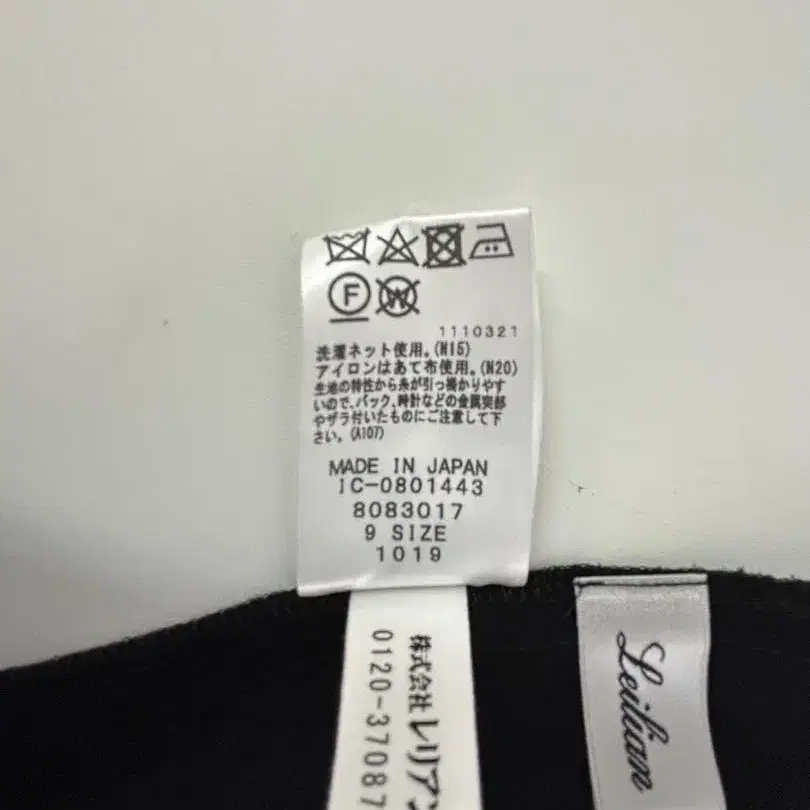 F
W
1110321
洗濯ネット使用。(N15)
アイロンはあて布使用。(N20)
生地の特性から糸が引っ掛かりやす
いので、バック、時計などの金属突部
やザラ付いたものにご注意して下
さい。(A107)
MADE IN JAPAN
IC-0801443
8083017
9 SIZE
1019
株式会社 レリアン
0120-37087
Leilian